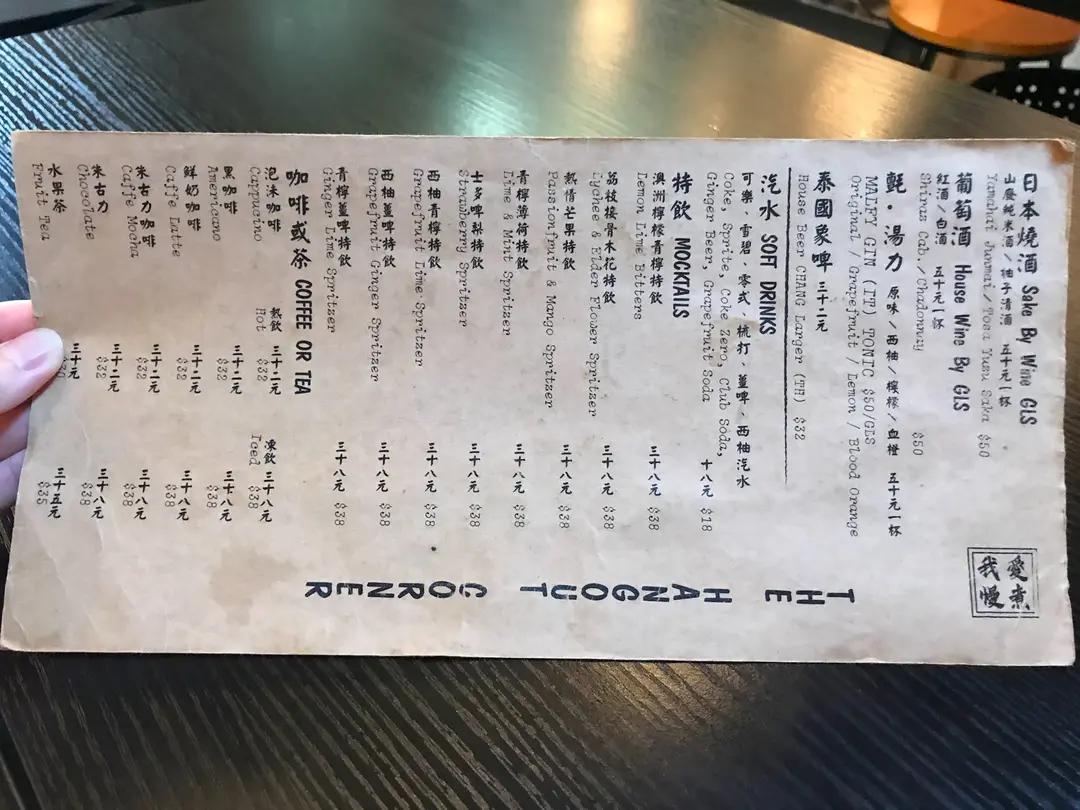 日本燒酒 Sake By Wine GLS
山廢純米酒／柚子清酒 五十元一杯
Yamahai Junmai / Tosa Yuzu Saka $50
葡萄酒 House Wine By GLS
紅酒／白酒 五十元一杯
Shiraz Cab. / Chadonnay $50
氈．湯力 原味／西柚／檸檬／血橙 五十元一杯
MALFY GIN (IT) TONIC $50/GLS
Original / Grapefruit / Lemon / Blood Orange
泰國象啤 三十二元
House Beer CHANG Larger (TH) $32
汽水 SOFT DRINKS
可樂、雪碧、零式、梳打、薑啤、西柚汽水
Coke, Sprite, Coke Zero, Club Soda,
Ginger Beer, Grapefruit Soda 十八元 $18
特飲 MOCKTAILS
澳洲檸檬青檸特飲 三十八元
Lemon Lime Bitters $38
荔枝接骨木花特飲 三十八元
Lychee & Elder Flower Spritzer $38
熱情芒果特飲 三十八元
Passionfruit & Mango Spritzer $38
青檸薄荷特飲 三十八元
Lime & Mint Spritzer $38
士多啤梨特飲 三十八元
Strawberry Spritzer $38
西柚青檸特飲 三十八元
Grapefruit Lime Spritzer $38
西柚薑啤特飲 三十八元
Grapefruit Ginger Spritzer $38
青檸薑啤特飲 三十八元
Ginger Lime Spritzer $38
咖啡或茶 COFFEE OR TEA
熱飲 凍飲
Hot Iced
泡沫咖啡 三十二元 三十八元
Cappucino $32 $38
黑咖啡 三十二元 三十八元
Americano $32 $38
鮮奶咖啡 三十二元 三十八元
Caffe Latte $32 $38
朱古力咖啡 三十二元 三十八元
Caffe Mocha $32 $38
朱古力 三十二元 三十八元
Chocolate $32 $38
水果茶 三十元 三十五元
Fruit Tea $30 $35
愛煮
我慢
THE HANGOUT CORNER